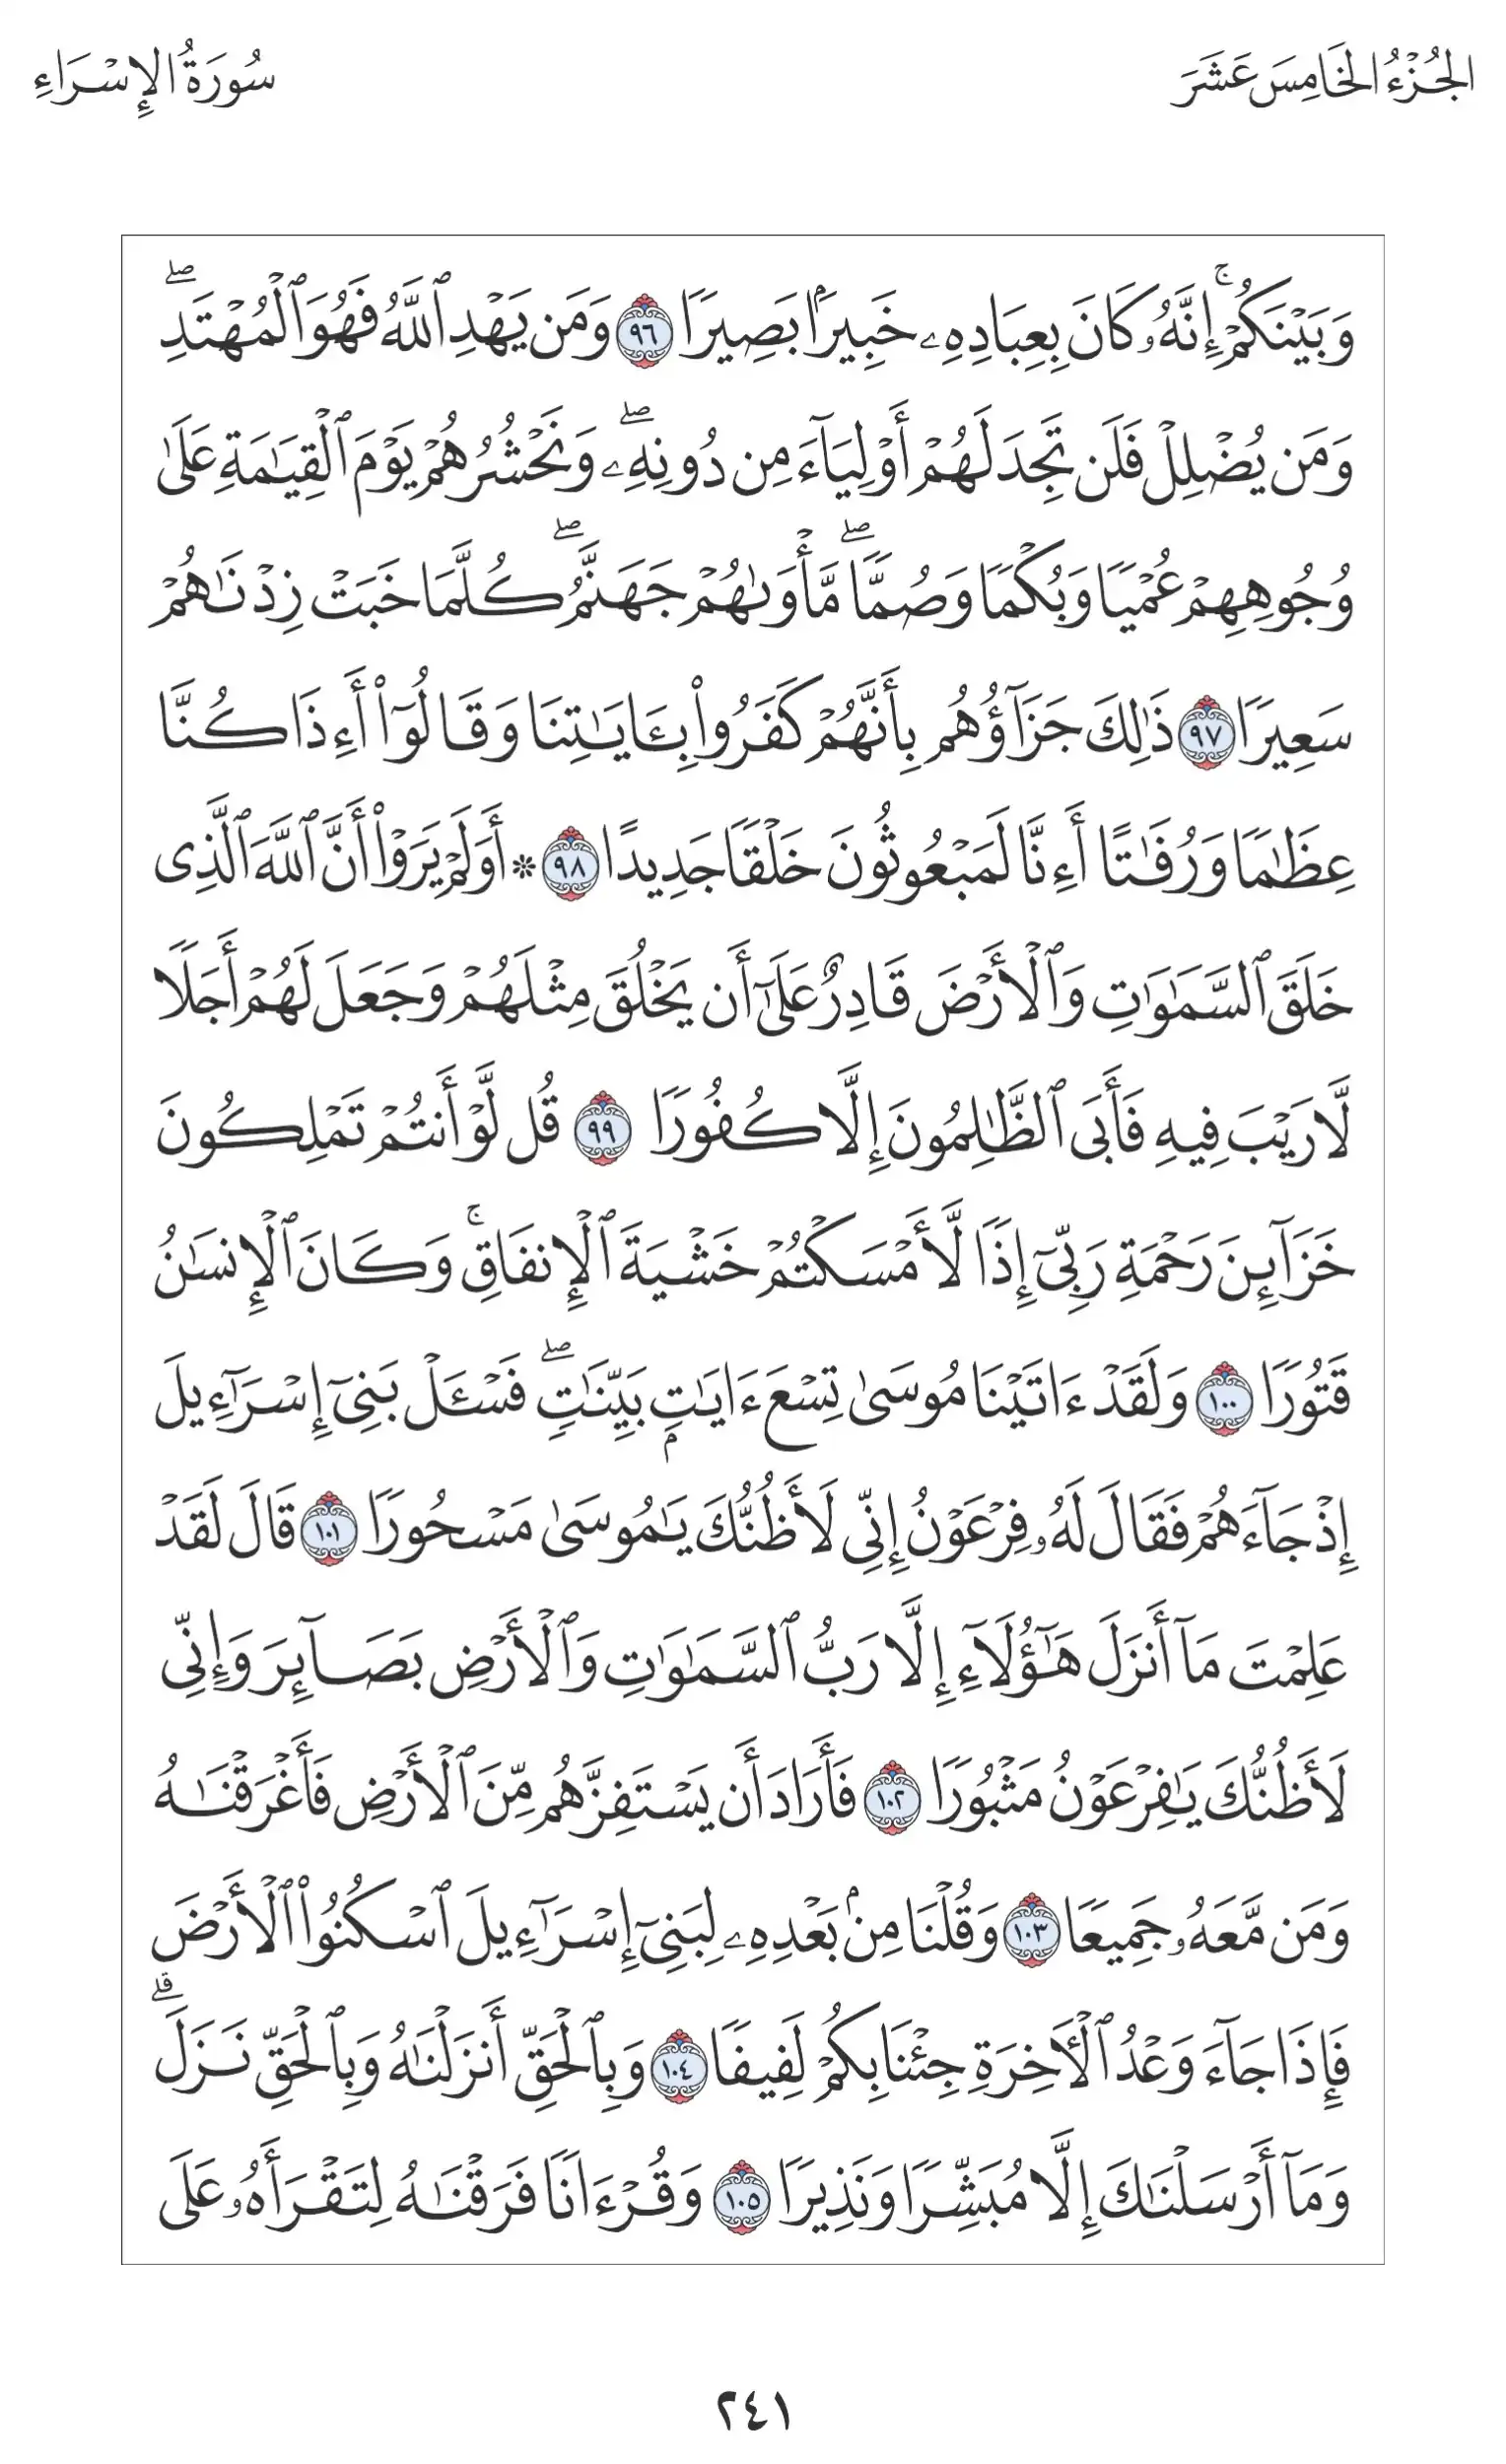 الجُزْءُ الخَامِسَ عَشَرَ
سُورَةُ الإِسْرَاءِ
وَبَيْنَكُمْۚ إِنَّهُۥ كَانَ بِعِبَادِهِۦ خَبِيرَۢا بَصِيرٗا ٩٦ وَمَن يَهْدِ ٱللَّهُ فَهُوَ ٱلْمُهْتَدِۖ
وَمَن يُضْلِلْ فَلَن تَجِدَ لَهُمْ أَوْلِيَآءَ مِن دُونِهِۦۖ وَنَحْشُرُهُمْ يَوْمَ ٱلْقِيَٰمَةِ عَلَىٰ
وُجُوهِهِمْ عُمْيٗا وَبُكْمٗا وَصُمّٗاۖ مَّأْوَىٰهُمْ جَهَنَّمُۖ كُلَّمَا خَبَتْ زِدْنَٰهُمْ
سَعِيرٗا ٩٧ ذَٰلِكَ جَزَآؤُهُم بِأَنَّهُمْ كَفَرُواْ بِـَٔايَٰتِنَا وَقَالُوٓاْ أَءِذَا كُنَّا
عِظَٰمٗا وَرُفَٰتًا أَءِنَّا لَمَبْعُوثُونَ خَلْقٗا جَدِيدًا ٩٨ * أَوَلَمْ يَرَوْاْ أَنَّ ٱللَّهَ ٱلَّذِى
خَلَقَ ٱلسَّمَٰوَٰتِ وَٱلْأَرْضَ قَادِرٌ عَلَىٰٓ أَن يَخْلُقَ مِثْلَهُمْ وَجَعَلَ لَهُمْ أَجَلٗا
لَّا رَيْبَ فِيهِ فَأَبَى ٱلظَّٰلِمُونَ إِلَّا كُفُورٗا ٩٩ قُل لَّوْ أَنتُمْ تَمْلِكُونَ
خَزَآئِنَ رَحْمَةِ رَبِّىٓ إِذٗا لَّأَمْسَكْتُمْ خَشْيَةَ ٱلْإِنفَاقِۚ وَكَانَ ٱلْإِنسَٰنُ
قَتُورٗا ١٠٠ وَلَقَدْ ءَاتَيْنَا مُوسَىٰ تِسْعَ ءَايَٰتِۭ بَيِّنَٰتٖۖ فَسْـَٔلْ بَنِىٓ إِسْرَٰٓءِيلَ
إِذْ جَآءَهُمْ فَقَالَ لَهُۥ فِرْعَوْنُ إِنِّى لَأَظُنُّكَ يَٰمُوسَىٰ مَسْحُورٗا ١٠١ قَالَ لَقَدْ
عَلِمْتَ مَآ أَنزَلَ هَٰٓؤُلَآءِ إِلَّا رَبُّ ٱلسَّمَٰوَٰتِ وَٱلْأَرْضِ بَصَآئِرَ وَإِنِّى
لَأَظُنُّكَ يَٰفِرْعَوْنُ مَثْبُورٗا ١٠٢ فَأَرَادَ أَن يَسْتَفِزَّهُم مِّنَ ٱلْأَرْضِ فَأَغْرَقْنَٰهُ
وَمَن مَّعَهُۥ جَمِيعٗا ١٠٣ وَقُلْنَا مِنۢ بَعْدِهِۦ لِبَنِىٓ إِسْرَٰٓءِيلَ ٱسْكُنُواْ ٱلْأَرْضَ
فَإِذَا جَآءَ وَعْدُ ٱلْأٓخِرَةِ جِئْنَا بِكُمْ لَفِيفٗا ١٠٤ وَبِٱلْحَقِّ أَنزَلْنَٰهُ وَبِٱلْحَقِّ نَزَلَۗ
وَمَآ أَرْسَلْنَٰكَ إِلَّا مُبَشِّرٗا وَنَذِيرٗا ١٠٥ وَقُرْءَانٗا فَرَقْنَٰهُ لِتَقْرَأَهُۥ عَلَى
٢٤١